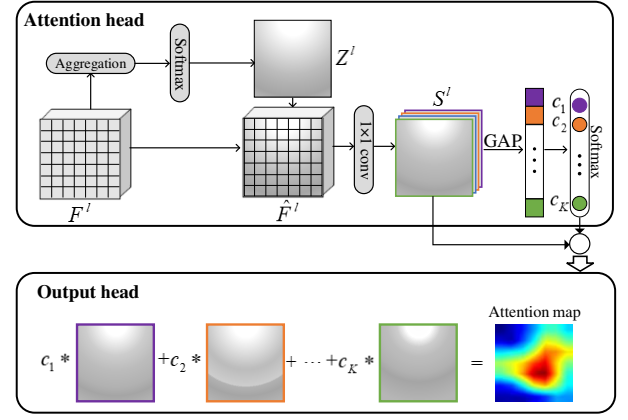 Attention head
Aggregation
Softmax
Z^l
F^l
F̂^l
1×1 conv
S^l
GAP
c_1
c_2
c_K
Softmax
Output head
c_1 * +c_2 * + ··· +c_K * =
Attention map